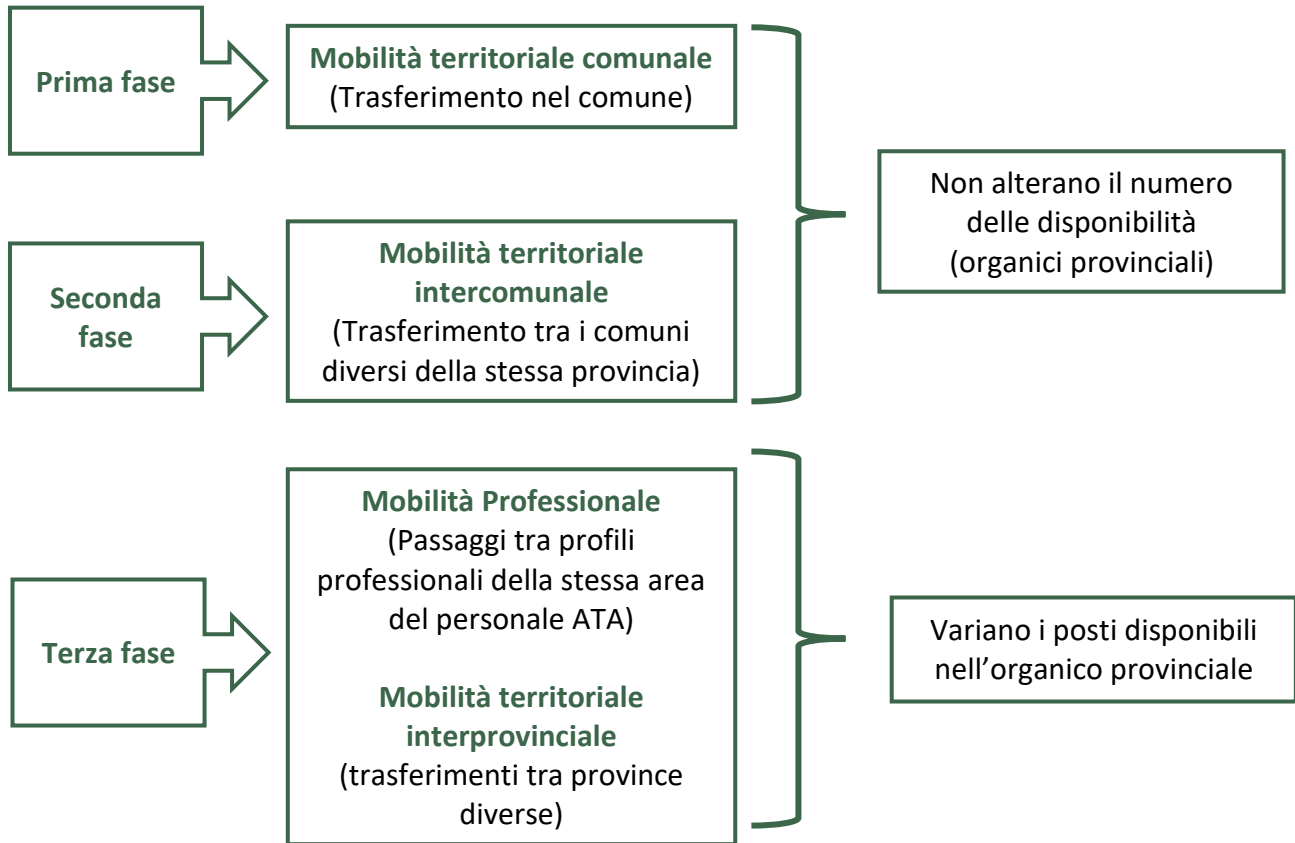 Prima fase
Mobilità territoriale comunale
(Trasferimento nel comune)
Non alterano il numero
delle disponibilità
(organici provinciali)
Seconda
fase
Mobilità territoriale
intercomunale
(Trasferimento tra i comuni
diversi della stessa provincia)
Terza fase
Mobilità Professionale
(Passaggi tra profili
professionali della stessa area
del personale ATA)
Mobilità territoriale
interprovinciale
(trasferimenti tra province
diverse)
Variano i posti disponibili
nell’organico provinciale